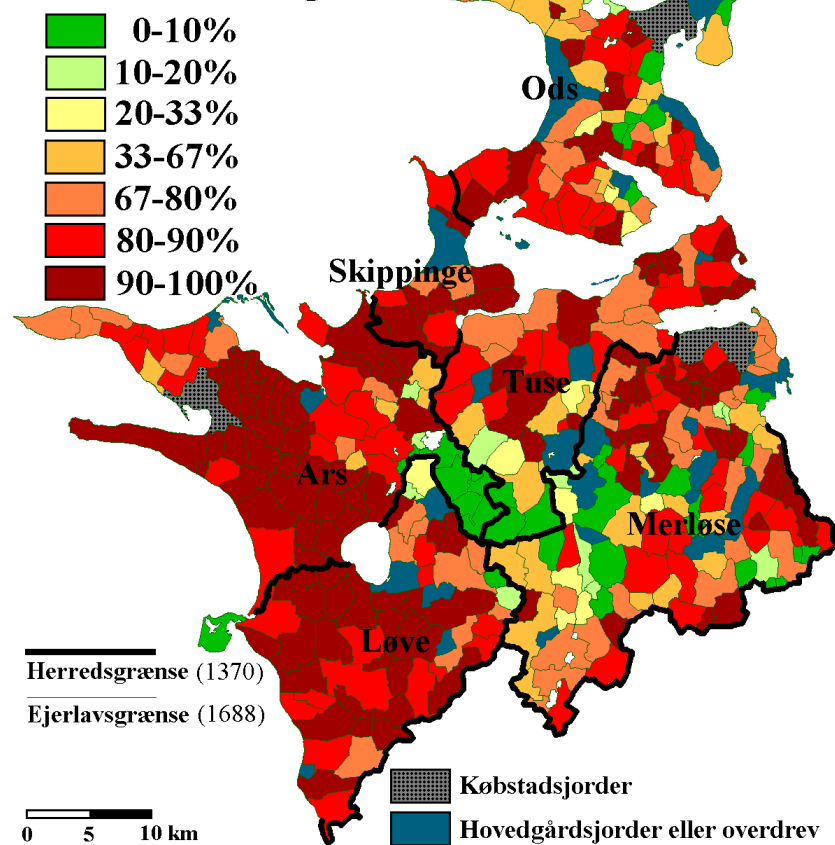 0-10%
10-20%
20-33%
33-67%
67-80%
80-90%
90-100%
Ods
Skippinge
Tuse
Ars
Merløse
Løve
Herredsgrænse (1370)
Ejerlavsgrænse (1688)
Købstadsjorder
0 5 10 km
Hovedgårdsjorder eller overdrev